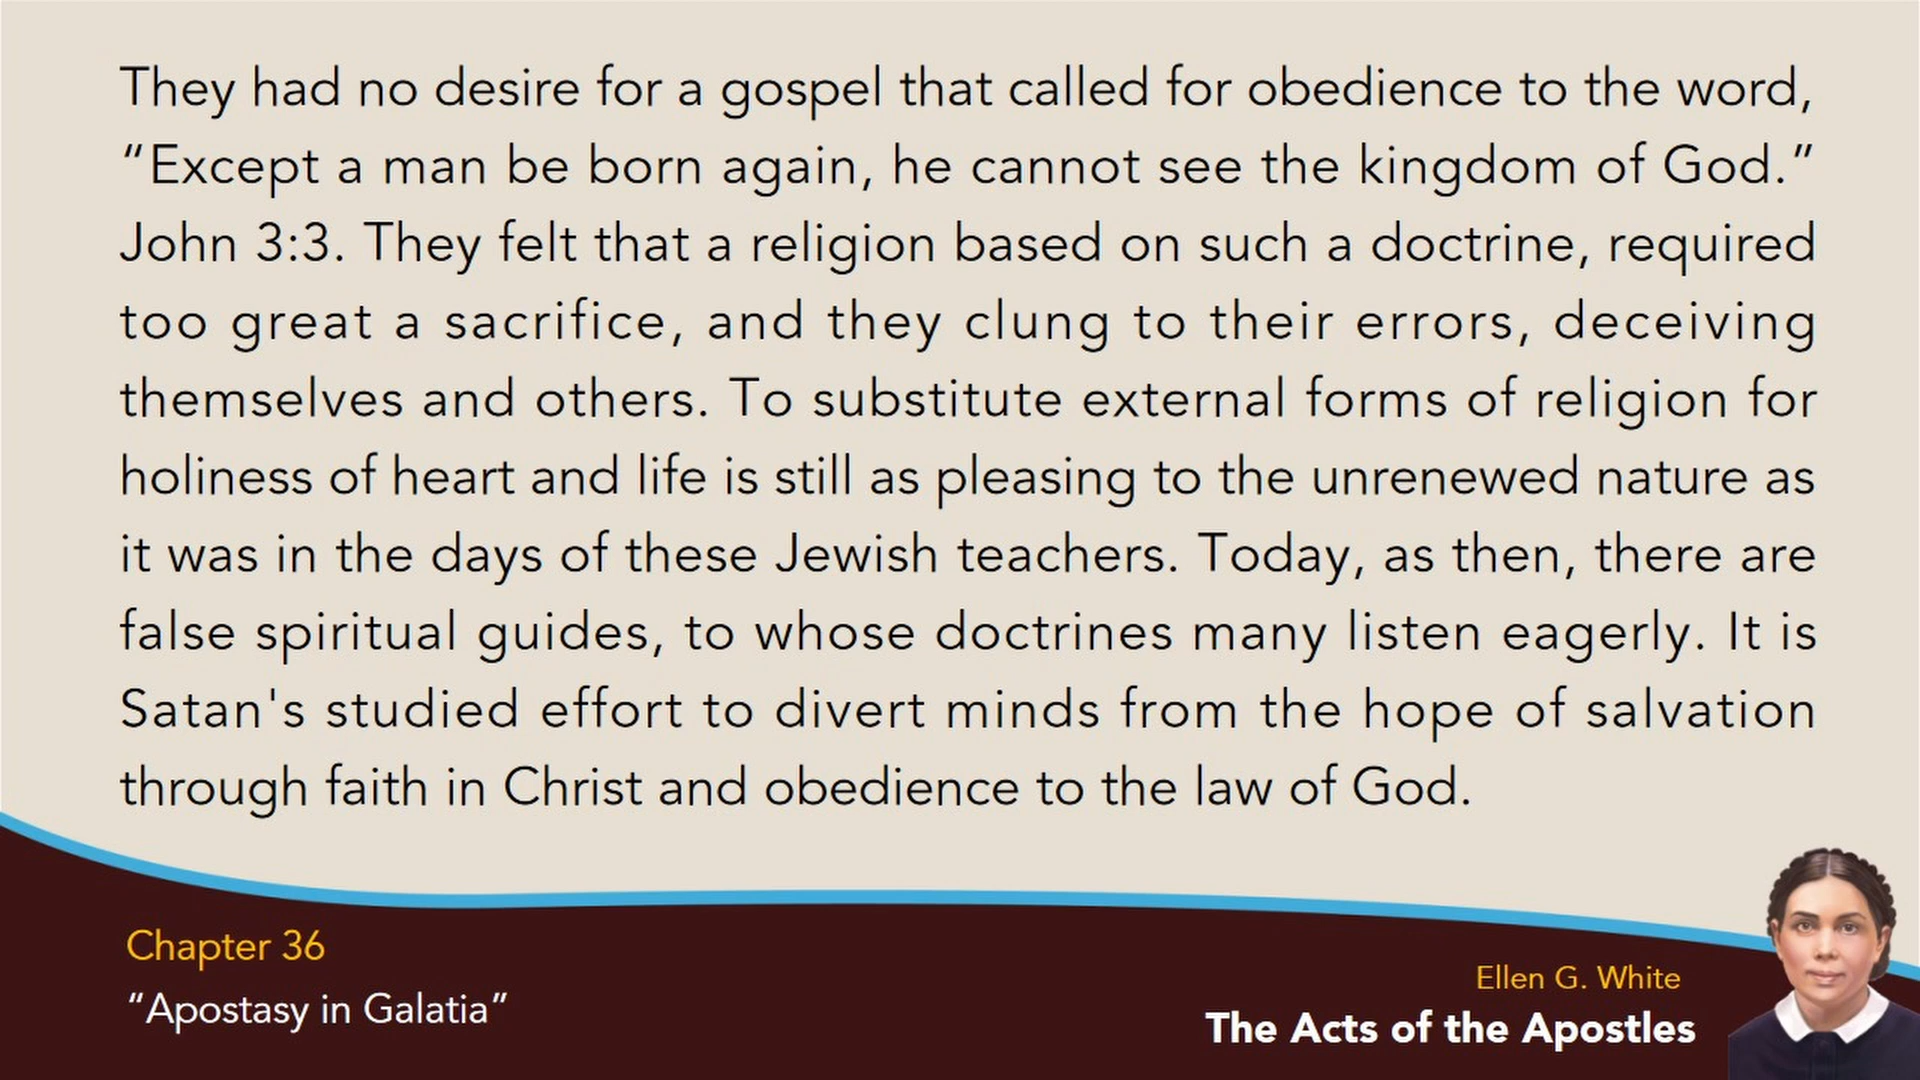 They had no desire for a gospel that called for obedience to the word,
“Except a man be born again, he cannot see the kingdom of God.”
John 3:3. They felt that a religion based on such a doctrine, required
too great a sacrifice, and they clung to their errors, deceiving
themselves and others. To substitute external forms of religion for
holiness of heart and life is still as pleasing to the unrenewed nature as
it was in the days of these Jewish teachers. Today, as then, there are
false spiritual guides, to whose doctrines many listen eagerly. It is
Satan's studied effort to divert minds from the hope of salvation
through faith in Christ and obedience to the law of God.
Chapter 36
“Apostasy in Galatia”
Ellen G. White
The Acts of the Apostles